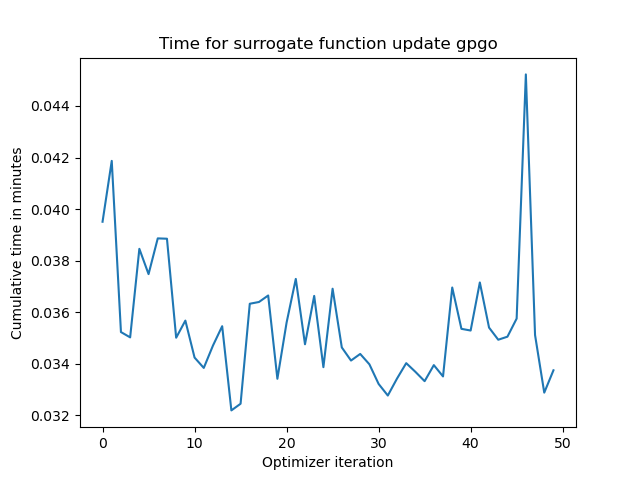 Time for surrogate function update gpgo
Cumulative time in minutes
0.044
0.042
0.040
0.038
0.036
0.034
0.032
0 10 20 30 40 50
Optimizer iteration